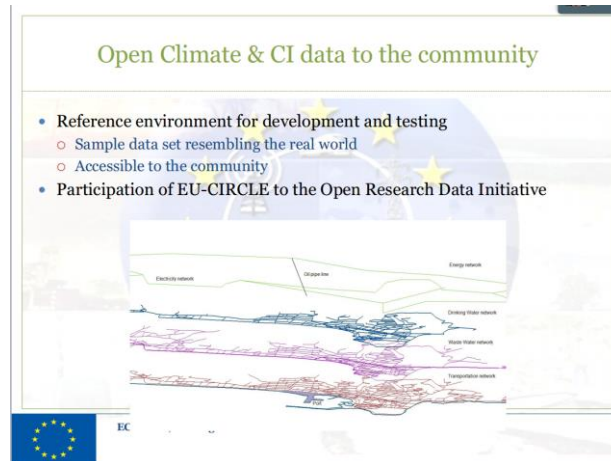 Open Climate & CI data to the community
Reference environment for development and testing
Sample data set resembling the real world
Accessible to the community
Participation of EU-CIRCLE to the Open Research Data Initiative
Energy network
Oil pipe line
Electricity network
Drinking Water network
Waste Water network
Transportation network